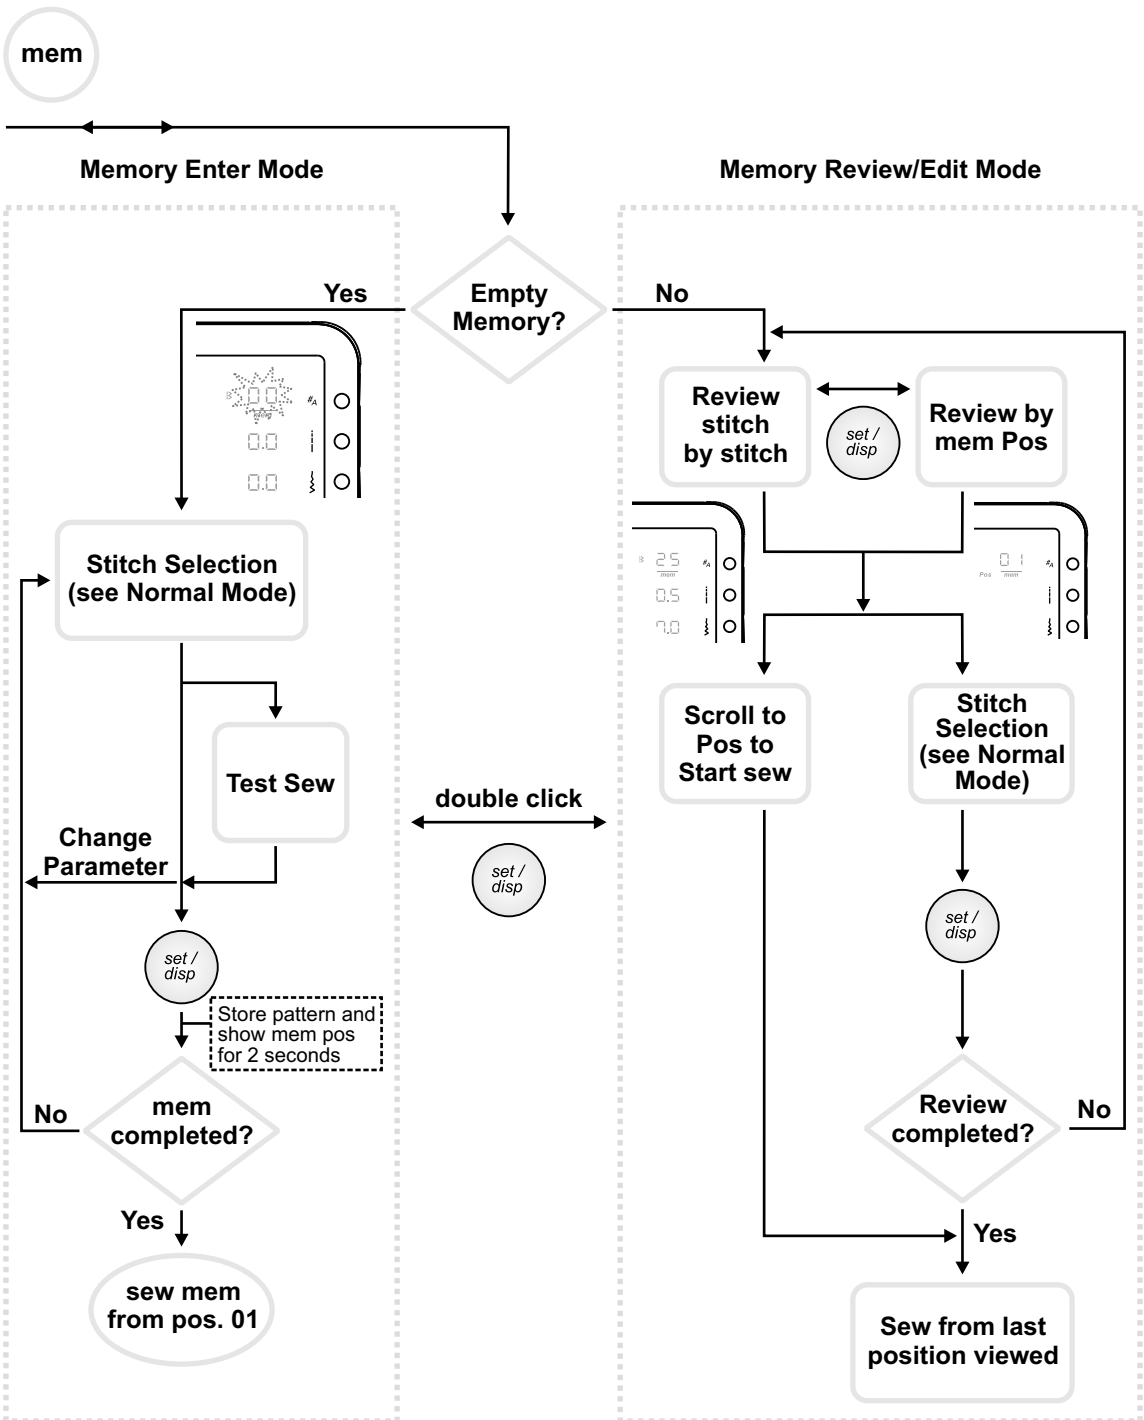 mem
Memory Enter Mode
Memory Review/Edit Mode
Empty
Memory?
Yes
No
00
#A
0.0
0.0
Stitch Selection
(see Normal Mode)
Test Sew
Change
Parameter
set /
disp
Store pattern and
show mem pos
for 2 seconds
mem
completed?
No
Yes
sew mem
from pos. 01
double click
set /
disp
Review
stitch
by stitch
set /
disp
Review by
mem Pos
25
#A
mem
0.5
7.0
01
#A
Pos mem
Scroll to
Pos to
Start sew
Stitch
Selection
(see Normal
Mode)
set /
disp
Review
completed?
No
Yes
Sew from last
position viewed